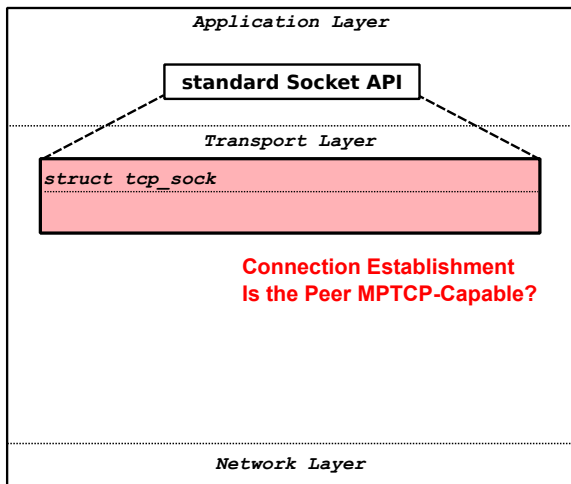 Application Layer
standard Socket API
Transport Layer
struct tcp_sock
Connection Establishment
Is the Peer MPTCP-Capable?
Network Layer